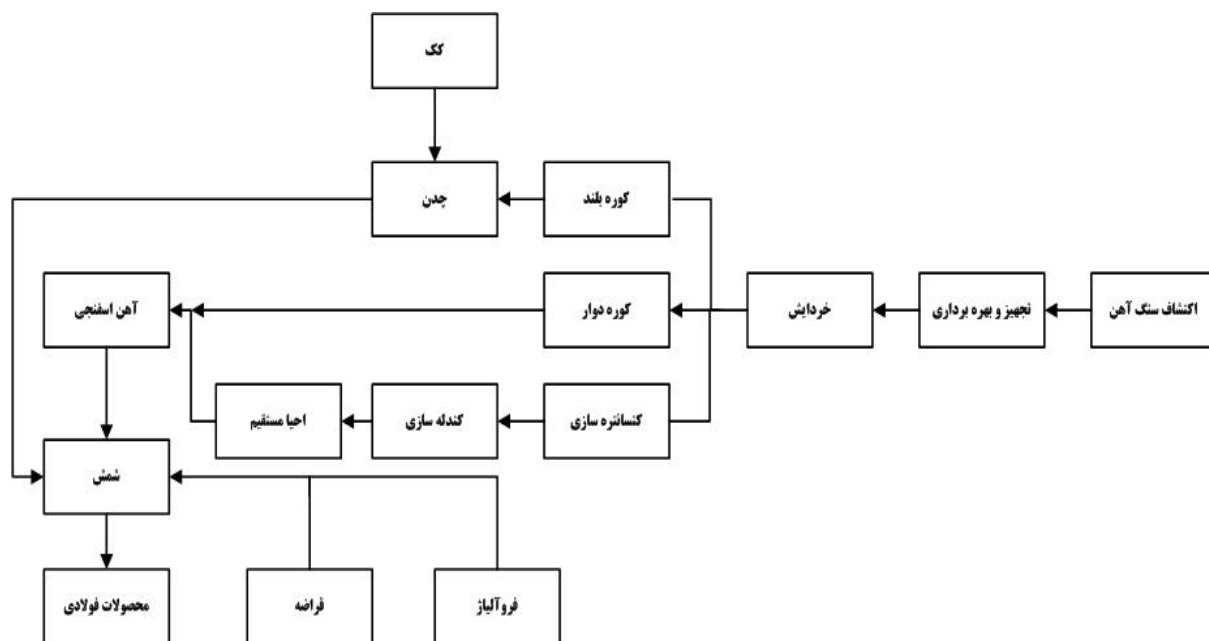 کک
کوره بلند
چدن
اکتشاف سنگ آهن
تجهیز و بهره برداری
خردایش
کوره دوار
آهن اسفنجی
کنسانتره سازی
گندله سازی
احیا مستقیم
شمش
فروآلیاژ
قراضه
محصولات فولادی